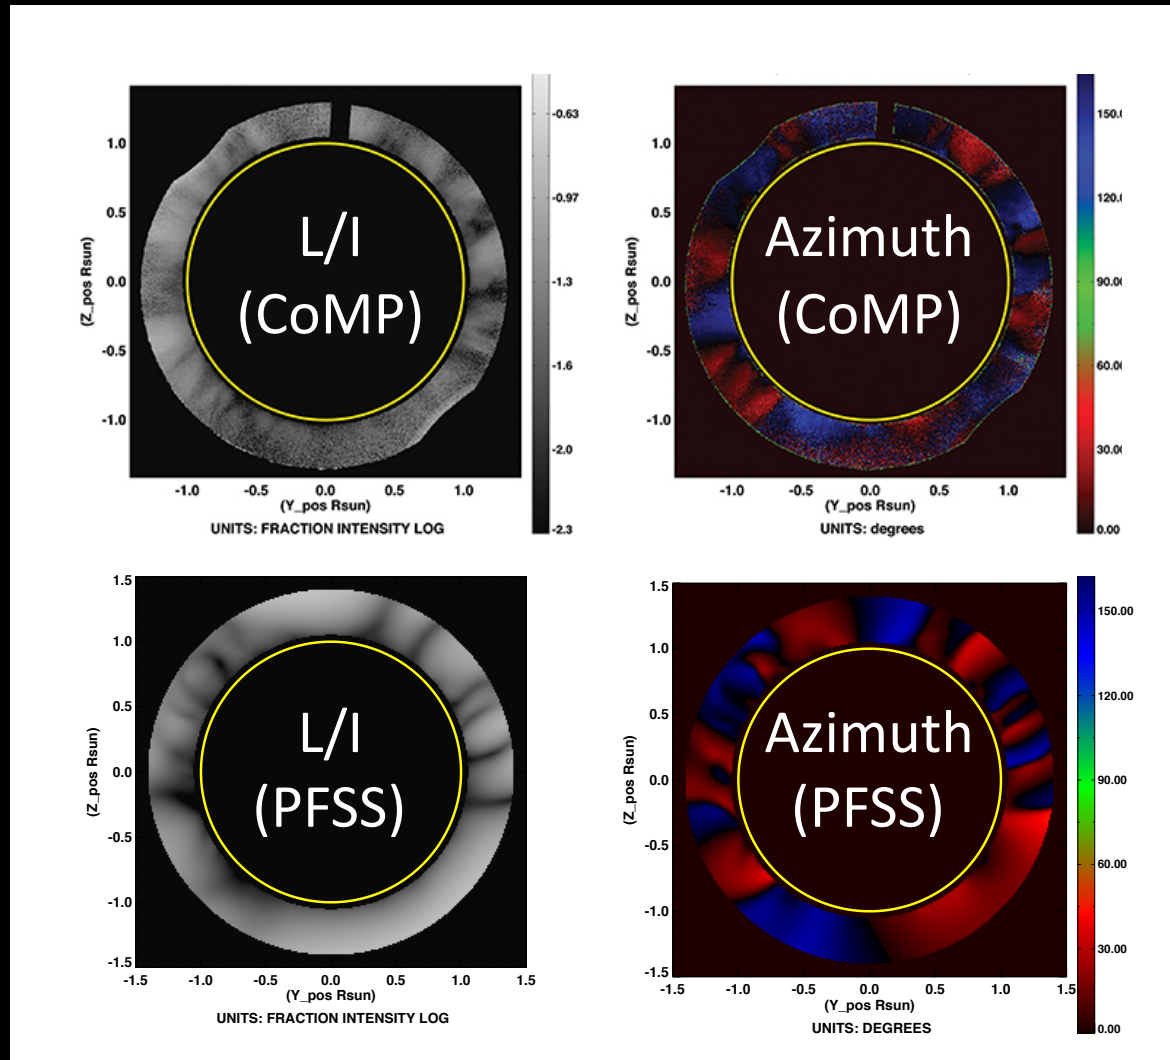 -0.63
-0.97
-1.3
-1.6
-2.0
-2.3
1.0
0.5
0.0
-0.5
-1.0
(Z_pos Rsun)
L/I
(CoMP)
-1.0 -0.5 0.0 0.5 1.0
(Y_pos Rsun)
UNITS: FRACTION INTENSITY LOG
150.(
120.(
90.00
60.00
30.00
0.00
1.0
0.5
0.0
-0.5
-1.0
(Z_pos Rsun)
Azimuth
(CoMP)
-1.0 -0.5 0.0 0.5 1.0
(Y_pos Rsun)
UNITS: degrees
1.5
1.0
0.5
0.0
-0.5
-1.0
-1.5
(Z_pos Rsun)
L/I
(PFSS)
-1.5 -1.0 -0.5 0.0 0.5 1.0 1.5
(Y_pos Rsun)
UNITS: FRACTION INTENSITY LOG
1.5
1.0
0.5
0.0
-0.5
-1.0
-1.5
(Z_pos Rsun)
Azimuth
(PFSS)
-1.5 -1.0 -0.5 0.0 0.5 1.0 1.5
(Y_pos Rsun)
UNITS: DEGREES
150.00
120.00
90.00
60.00
30.00
0.00